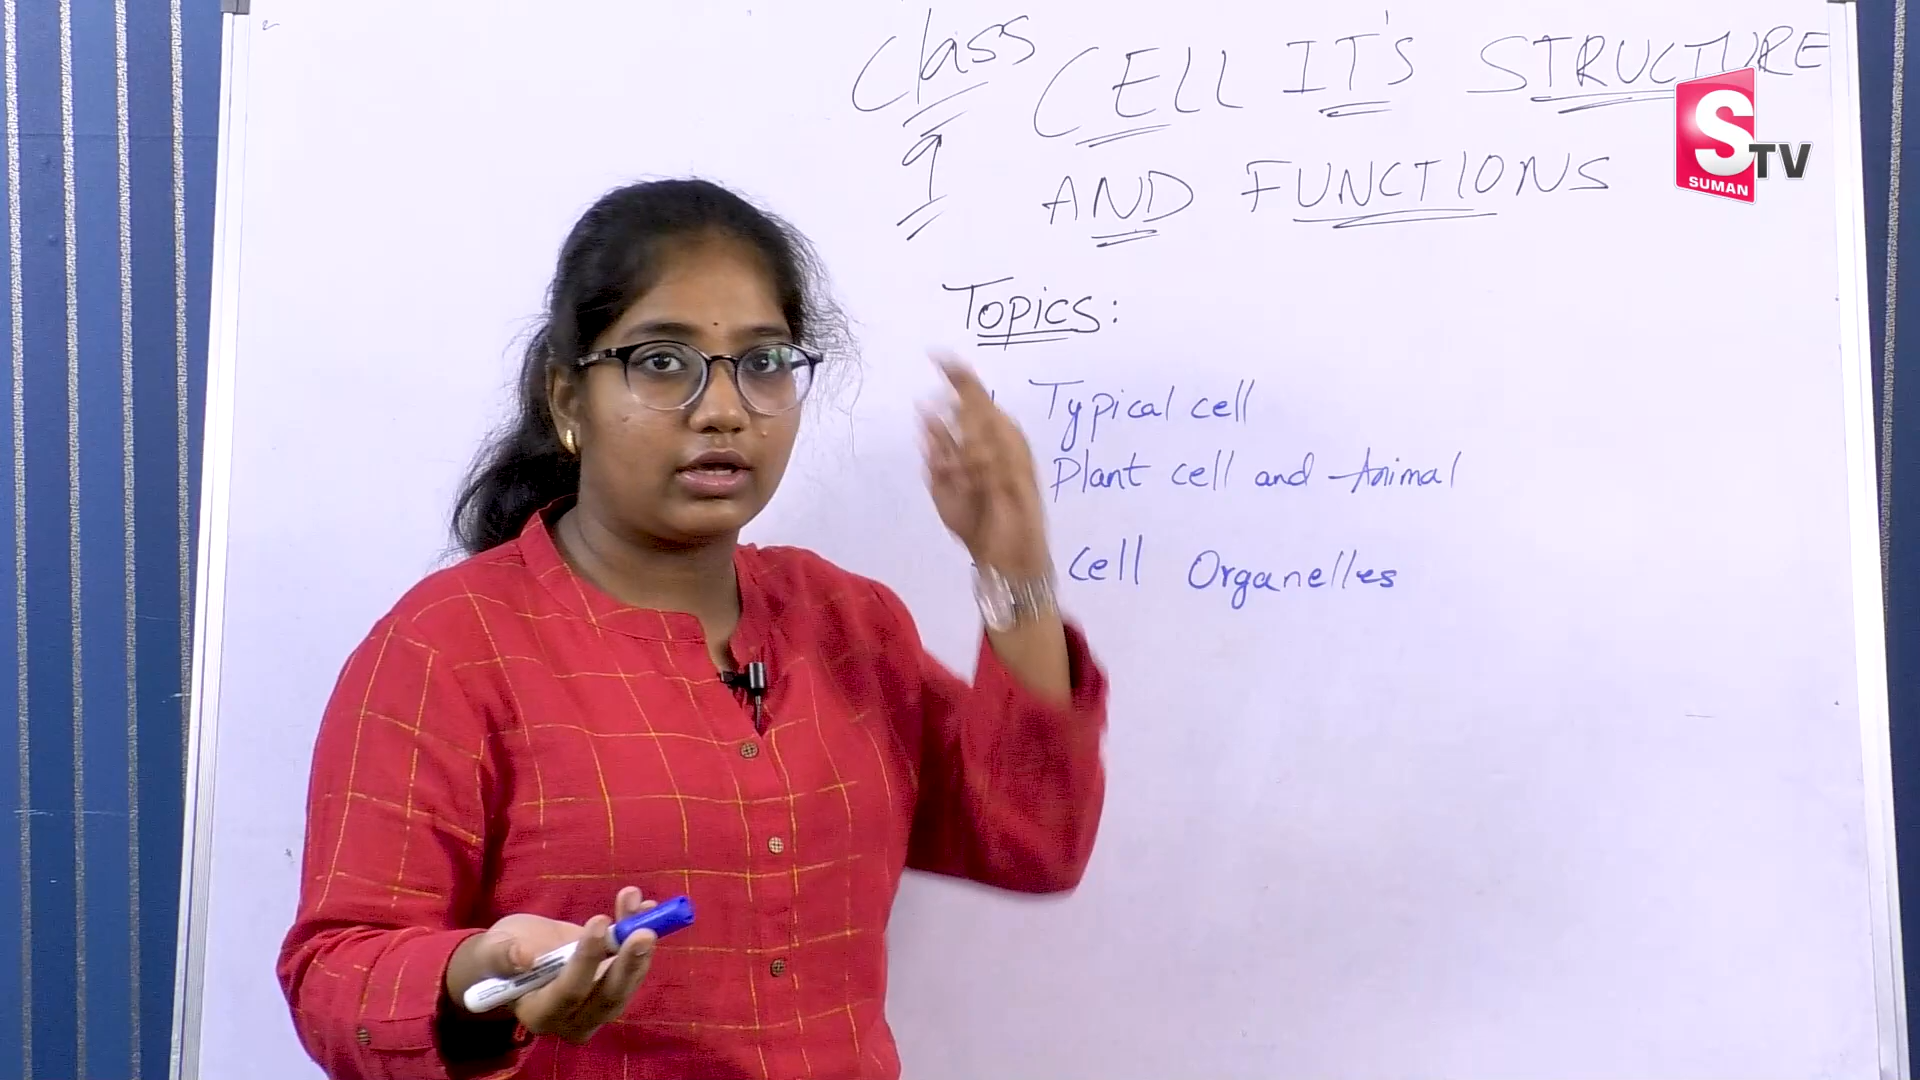 Class CELL IT'S STRUCTURE
9 AND FUNCTIONS
Topics:
Typical cell
Plant cell and Animal
Cell Organelles
S TV
SUMAN